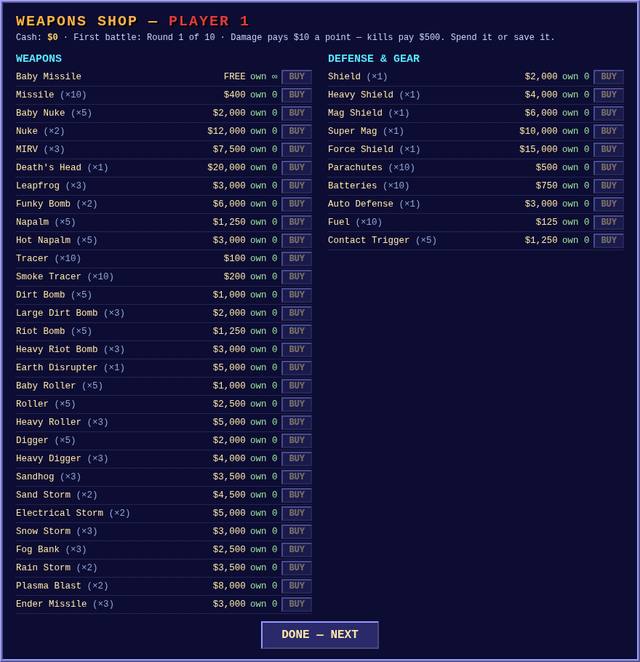 WEAPONS SHOP — PLAYER 1
Cash: $0 · First battle: Round 1 of 10 · Damage pays $10 a point — kills pay $500. Spend it or save it.
WEAPONS
Baby Missile FREE own ∞ BUY
Missile (×10) $400 own 0 BUY
Baby Nuke (×5) $2,000 own 0 BUY
Nuke (×2) $12,000 own 0 BUY
MIRV (×3) $7,500 own 0 BUY
Death's Head (×1) $20,000 own 0 BUY
Leapfrog (×3) $3,000 own 0 BUY
Funky Bomb (×2) $6,000 own 0 BUY
Napalm (×5) $1,250 own 0 BUY
Hot Napalm (×5) $3,000 own 0 BUY
Tracer (×10) $100 own 0 BUY
Smoke Tracer (×10) $200 own 0 BUY
Dirt Bomb (×5) $1,000 own 0 BUY
Large Dirt Bomb (×3) $2,000 own 0 BUY
Riot Bomb (×5) $1,250 own 0 BUY
Heavy Riot Bomb (×3) $3,000 own 0 BUY
Earth Disrupter (×1) $5,000 own 0 BUY
Baby Roller (×5) $1,000 own 0 BUY
Roller (×5) $2,500 own 0 BUY
Heavy Roller (×3) $5,000 own 0 BUY
Digger (×5) $2,000 own 0 BUY
Heavy Digger (×3) $4,000 own 0 BUY
Sandhog (×3) $3,500 own 0 BUY
Sand Storm (×2) $4,500 own 0 BUY
Electrical Storm (×2) $5,000 own 0 BUY
Snow Storm (×3) $3,000 own 0 BUY
Fog Bank (×3) $2,500 own 0 BUY
Rain Storm (×2) $3,500 own 0 BUY
Plasma Blast (×2) $8,000 own 0 BUY
Ender Missile (×3) $3,000 own 0 BUY
DEFENSE & GEAR
Shield (×1) $2,000 own 0 BUY
Heavy Shield (×1) $4,000 own 0 BUY
Mag Shield (×1) $6,000 own 0 BUY
Super Mag (×1) $10,000 own 0 BUY
Force Shield (×1) $15,000 own 0 BUY
Parachutes (×10) $500 own 0 BUY
Batteries (×10) $750 own 0 BUY
Auto Defense (×1) $3,000 own 0 BUY
Fuel (×10) $125 own 0 BUY
Contact Trigger (×5) $1,250 own 0 BUY
DONE — NEXT